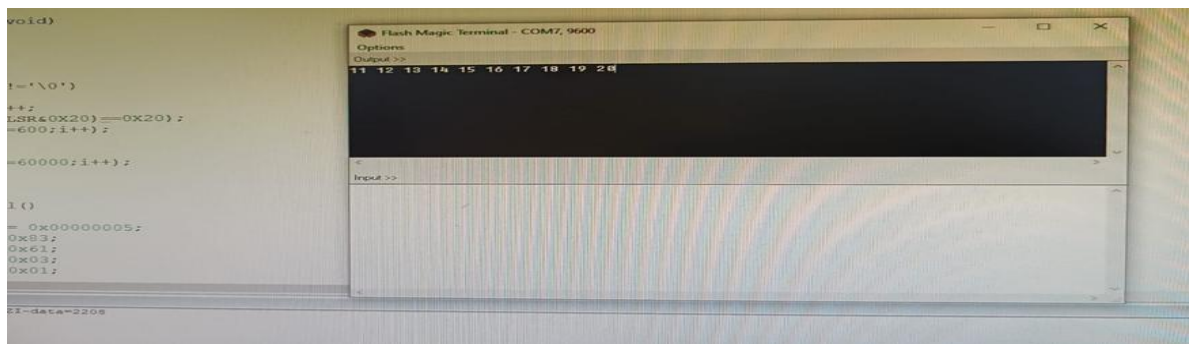 void)
Flash Magic Terminal - COM7, 9600
Options
Output >>
11 12 13 14 15 16 17 18 19 20
!='\0')
++;
LSR&0X20)==0X20);
=600;i++);
=60000;i++);
Input >>
l()
= 0x00000005;
0x83;
0x61;
0x03;
0x01;
ZI-data=2208